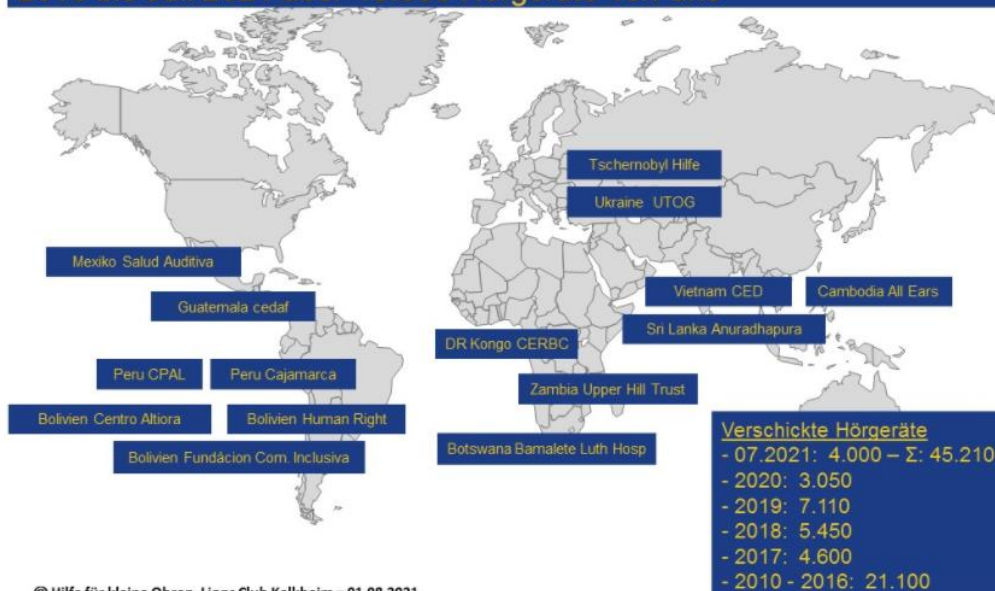 Tschernobyl Hilfe
Ukraine UTOG
Mexiko Salud Auditiva
Vietnam CED
Cambodia All Ears
Guatemala cedaf
Sri Lanka Anuradhapura
DR Kongo CERBC
Peru CPAL
Peru Cajamarca
Zambia Upper Hill Trust
Bolivien Centro Altiora
Bolivien Human Right
Botswana Bamalete Luth Hosp
Bolivien Fundácion Com. Inclusiva
Verschickte Hörgeräte
- 07.2021: 4.000 – Σ: 45.210
- 2020: 3.050
- 2019: 7.110
- 2018: 5.450
- 2017: 4.600
- 2010 - 2016: 21.100